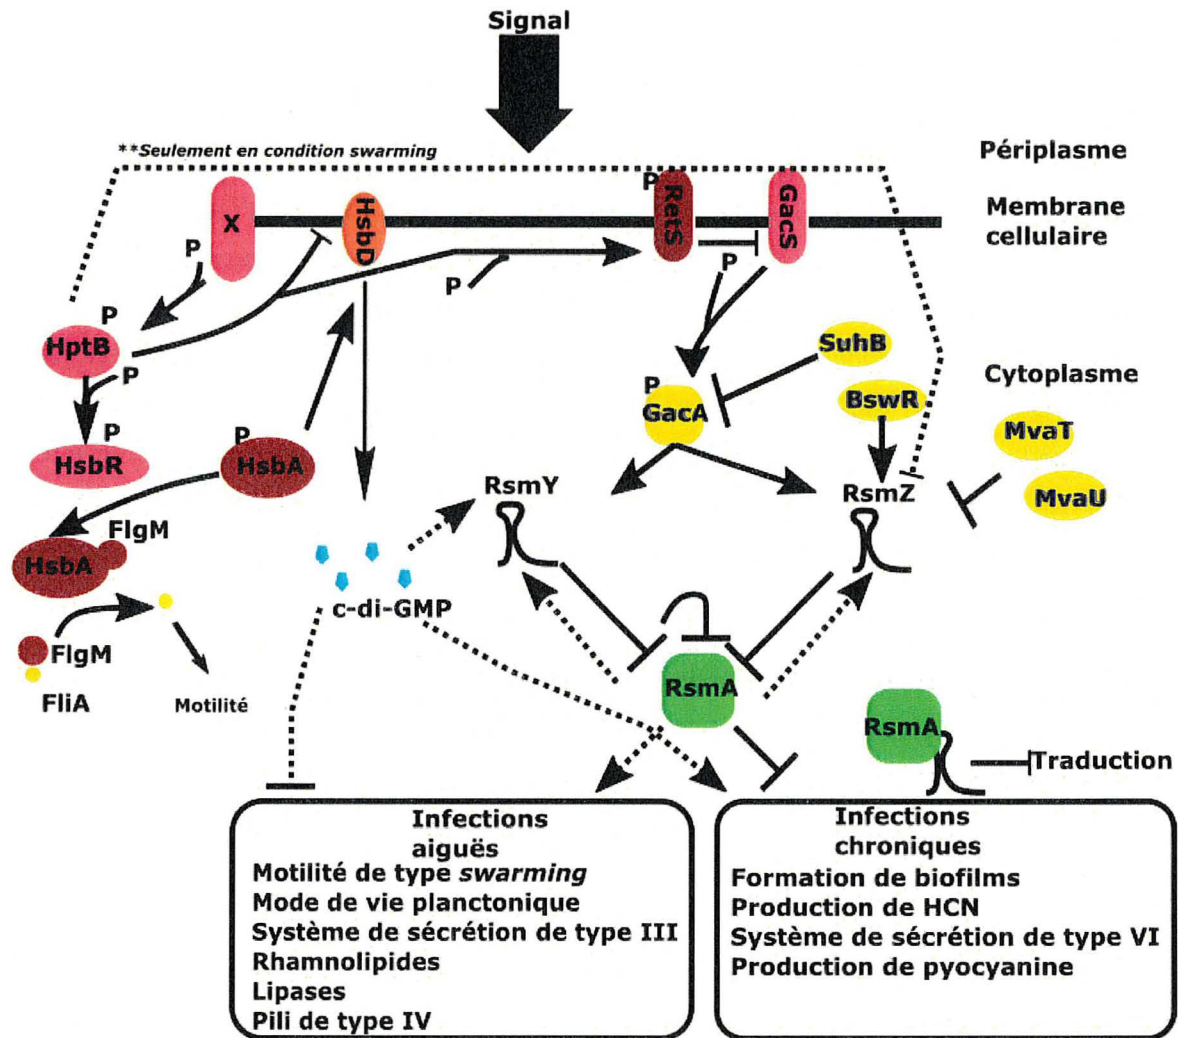 Signal
**Seulement en condition swarming
Périplasme
Membrane
cellulaire
Cytoplasme
X
HsbD
P
RetS
GacS
P
P
P
P
HptB
P
P
HsbR
P
HsbA
P
GacA
SuhB
BswR
MvaT
MvaU
RsmY
RsmZ
FlgM
HsbA
c-di-GMP
FlgM
FliA
Motilité
RsmA
RsmA
Traduction
Infections
aiguës
Motilité de type swarming
Mode de vie planctonique
Système de sécrétion de type III
Rhamnolipides
Lipases
Pili de type IV
Infections
chroniques
Formation de biofilms
Production de HCN
Système de sécrétion de type VI
Production de pyocyanine